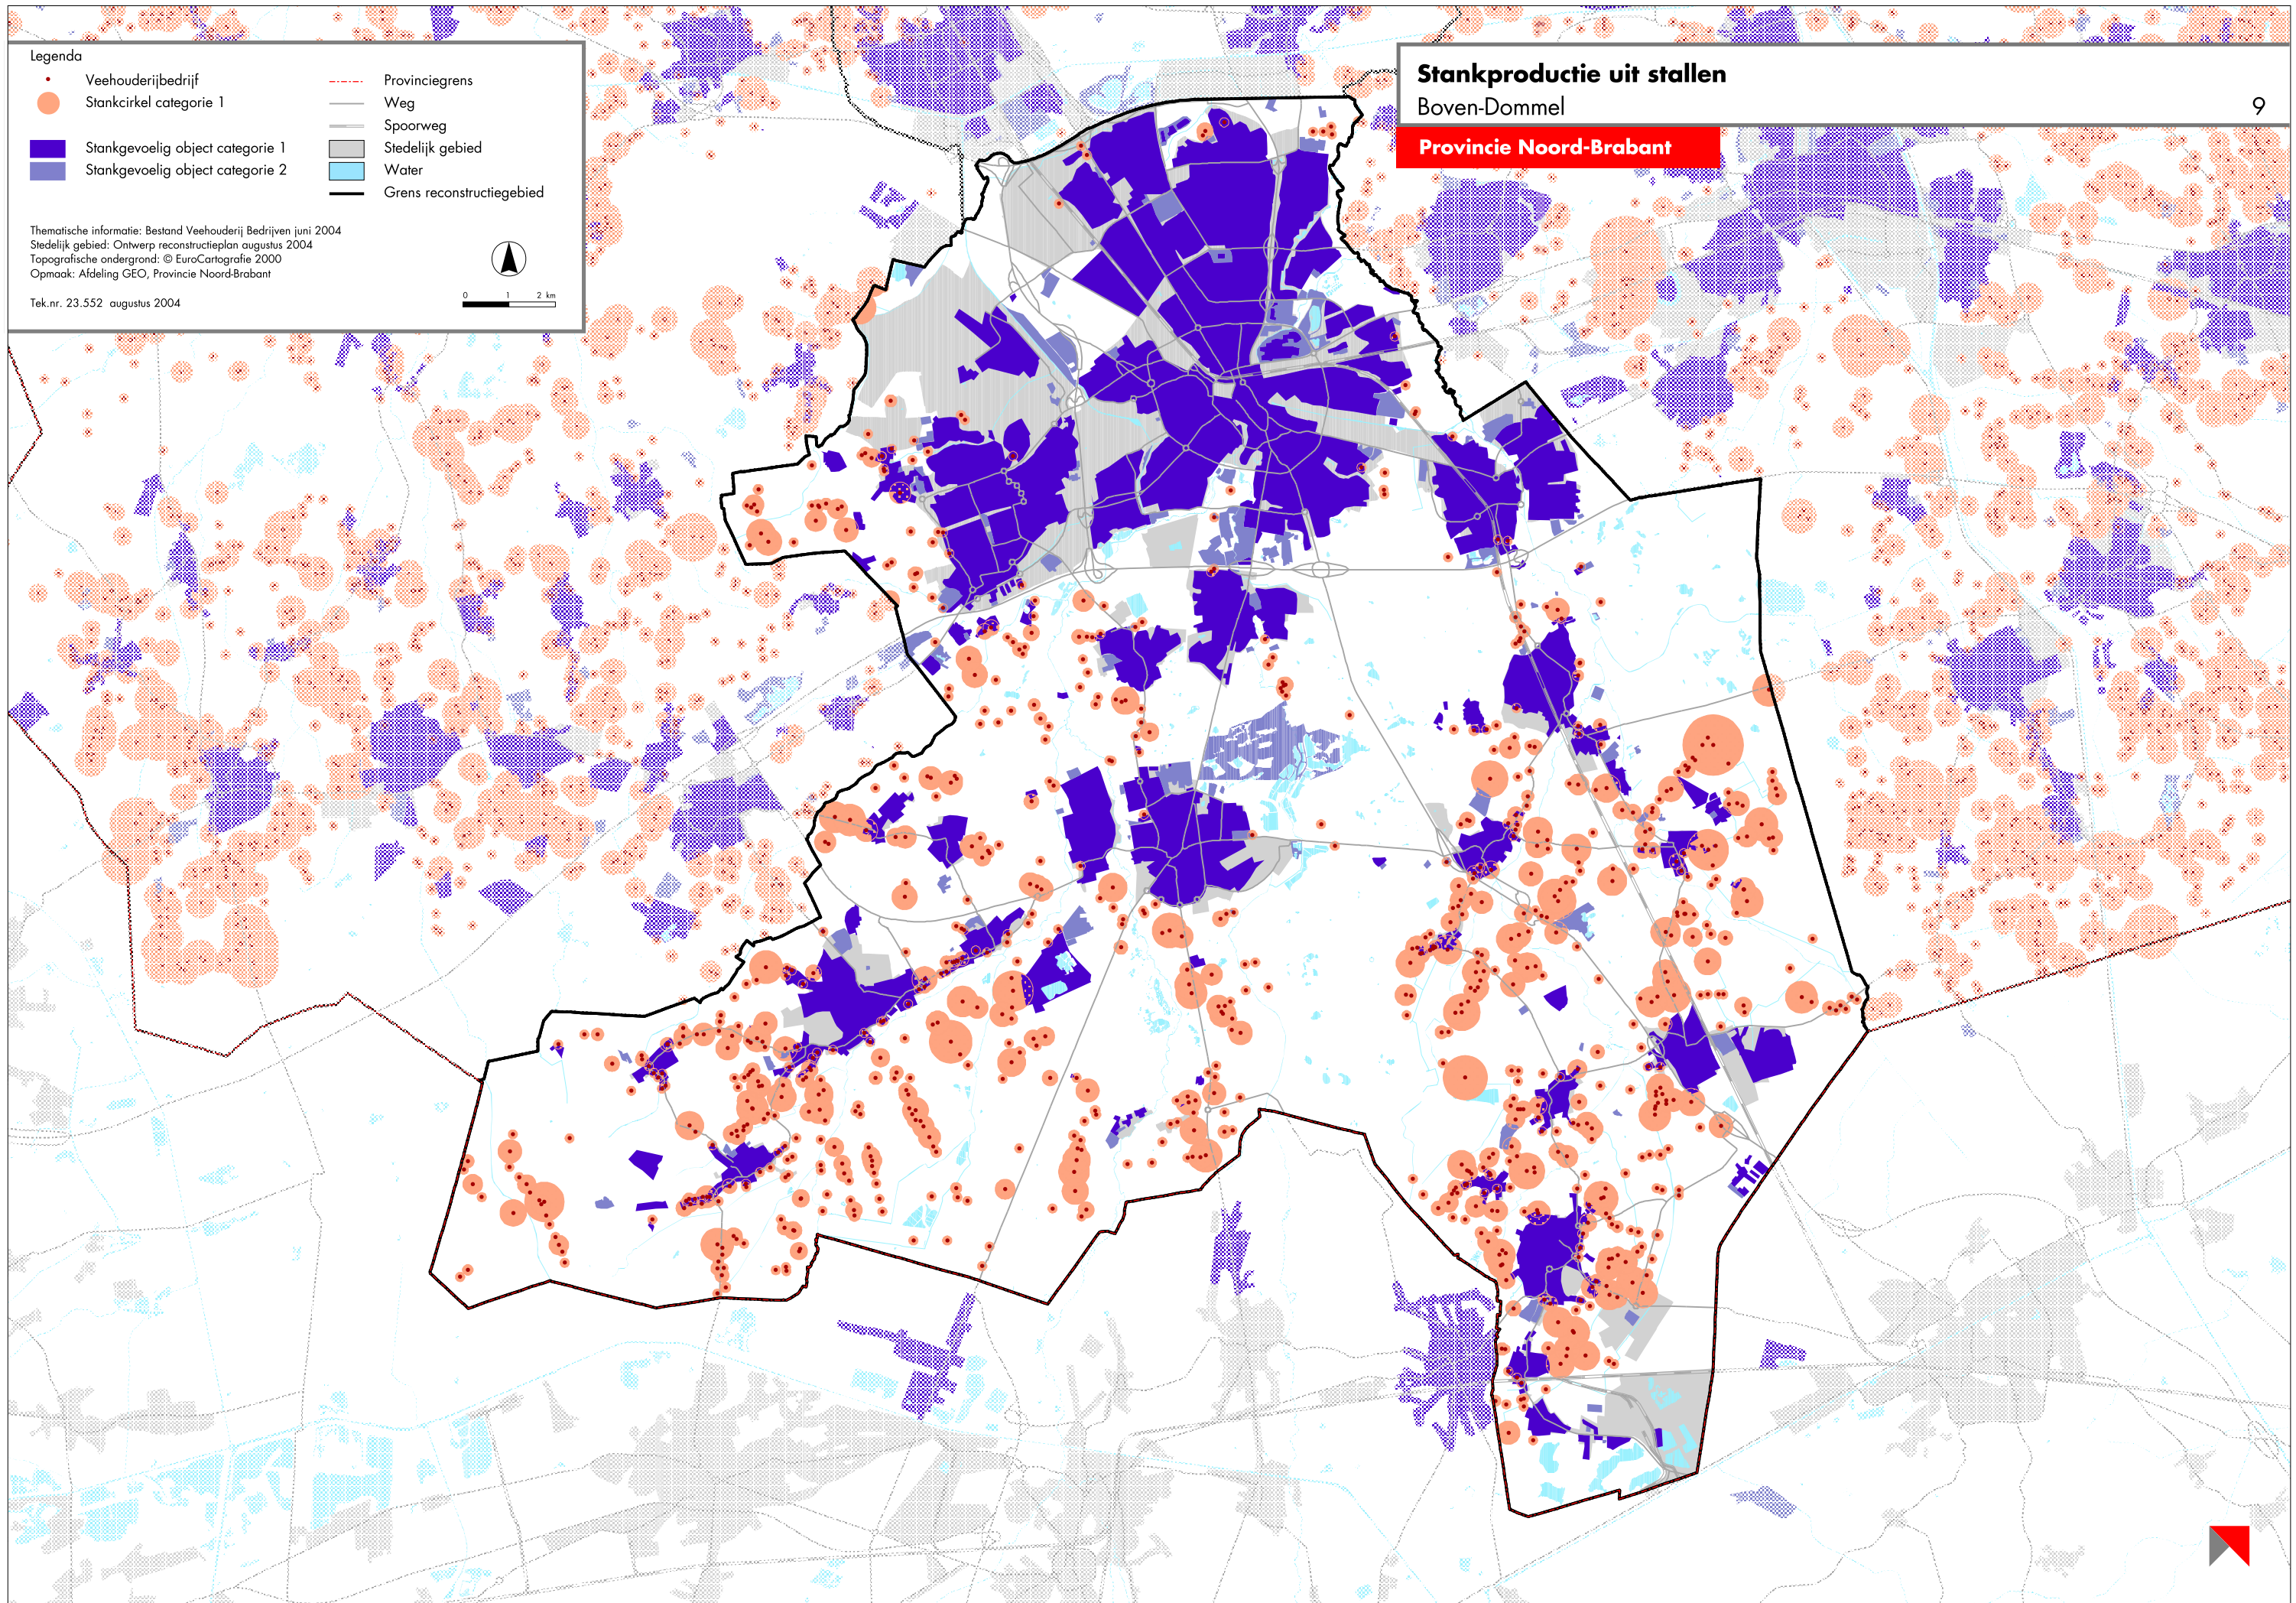 Legenda
Veehouderijbedrijf
Stankcirkel categorie 1
Stankgevoelig object categorie 1
Stankgevoelig object categorie 2
Provinciegrens
Weg
Spoorweg
Stedelijk gebied
Water
Grens reconstructiegebied
Thematische informatie: Bestand Veehouderij Bedrijven juni 2004
Stedelijk gebied: Ontwerp reconstructieplan augustus 2004
Topografische ondergrond: © EuroCartografie 2000
Opmaak: Afdeling GEO, Provincie Noord-Brabant
Tek.nr. 23.552 augustus 2004
0 1 2 km
Stankproductie uit stallen
Boven-Dommel 9
Provincie Noord-Brabant